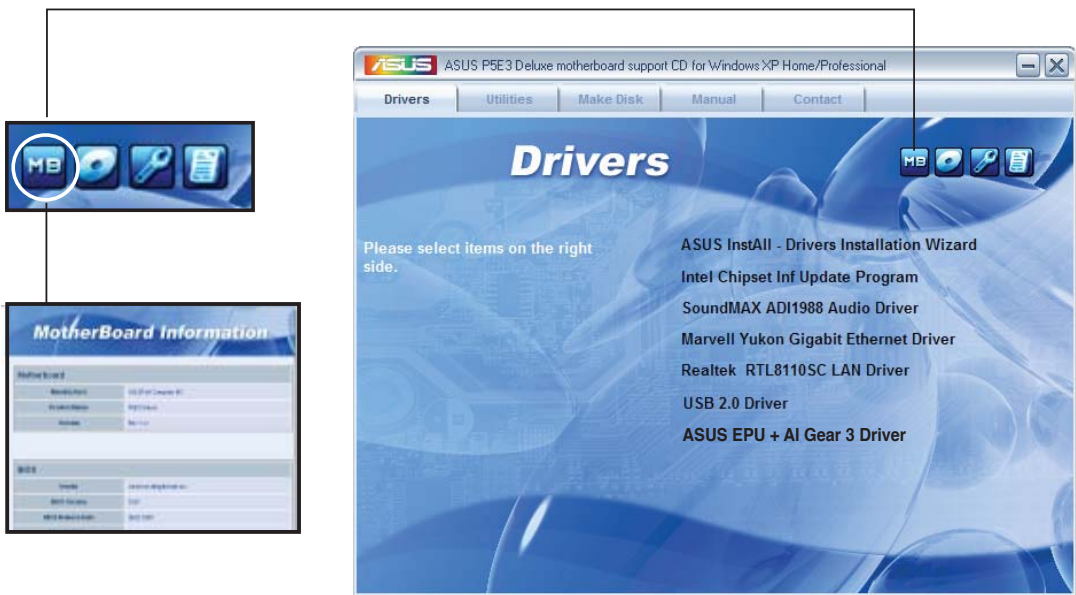 ASUS ASUS P5E3 Deluxe motherboard support CD for Windows XP Home/Professional
Drivers Utilities Make Disk Manual Contact
Drivers
MB
Please select items on the right
side.
ASUS InstAll - Drivers Installation Wizard
Intel Chipset Inf Update Program
SoundMAX ADI1988 Audio Driver
Marvell Yukon Gigabit Ethernet Driver
Realtek RTL8110SC LAN Driver
USB 2.0 Driver
ASUS EPU + AI Gear 3 Driver
MB
MotherBoard Information
Motherboard
BIOS